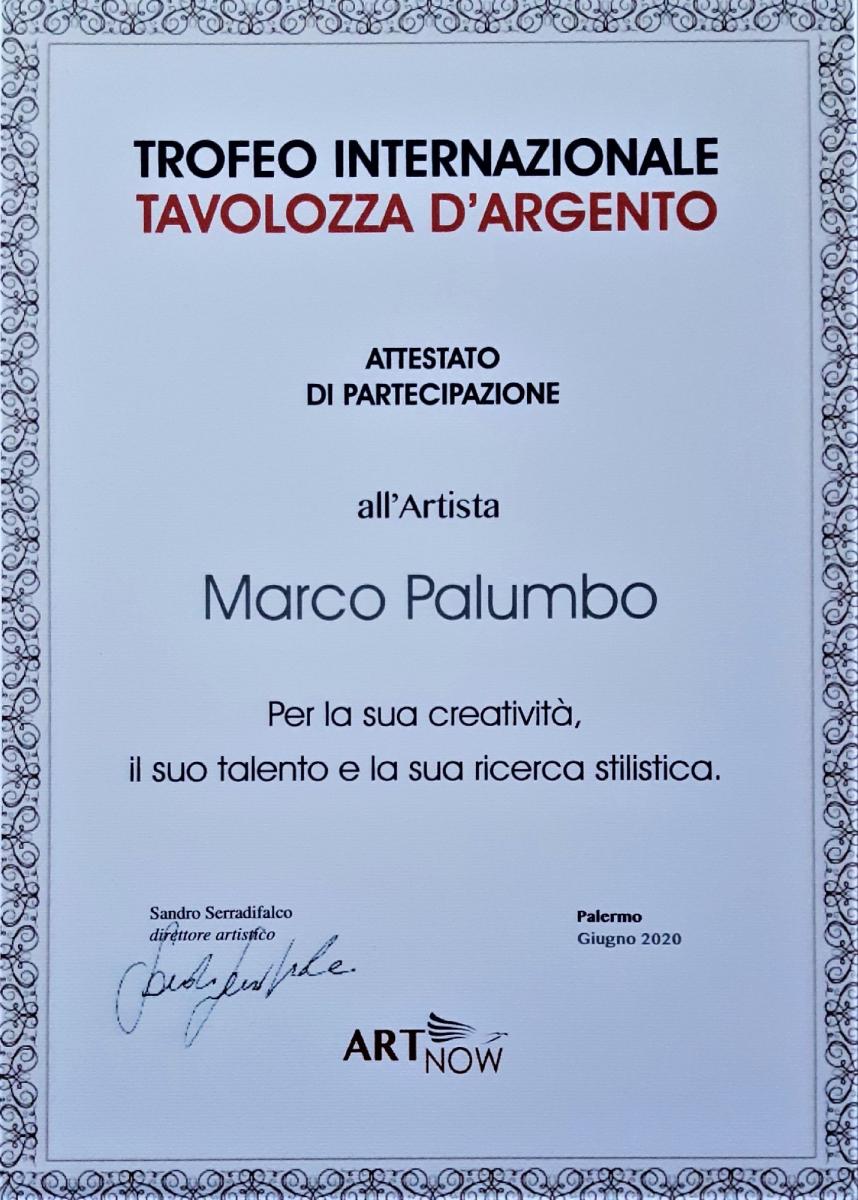 TROFEO INTERNAZIONALE
TAVOLOZZA D'ARGENTO
ATTESTATO
DI PARTECIPAZIONE
all'Artista
Marco Palumbo
Per la sua creatività,
il suo talento e la sua ricerca stilistica.
Sandro Serradifalco
direttore artistico
Palermo
Giugno 2020
ART NOW